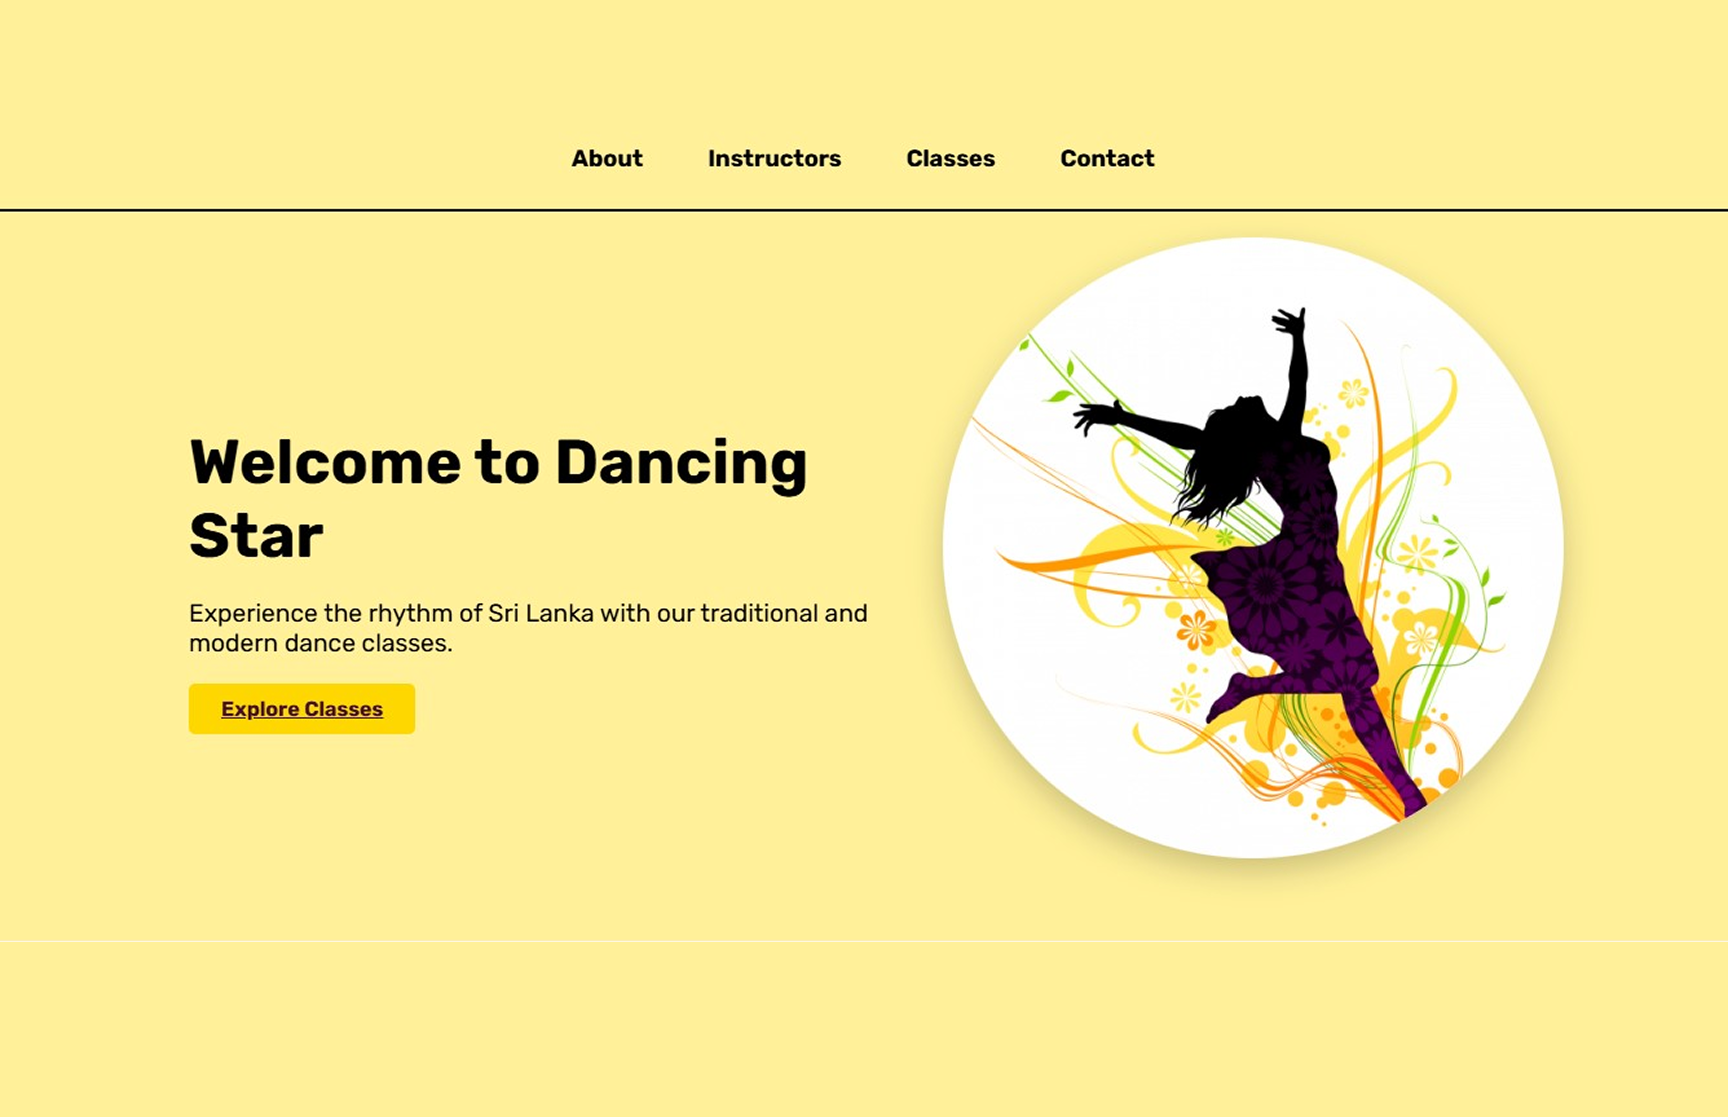 About Instructors Classes Contact
Welcome to Dancing
Star
Experience the rhythm of Sri Lanka with our traditional and
modern dance classes.
Explore Classes